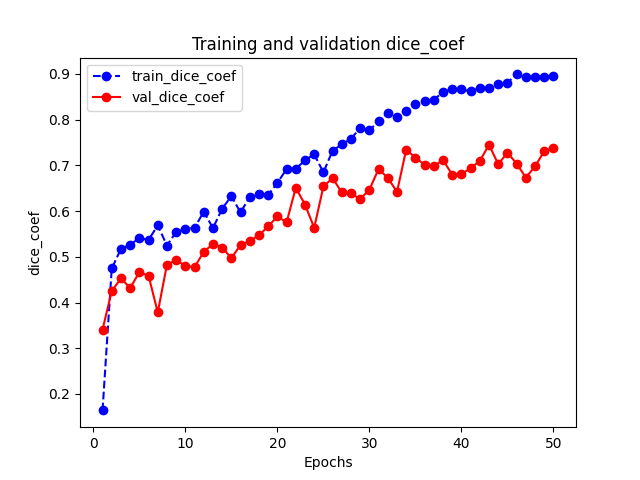 Training and validation dice_coef
train_dice_coef
val_dice_coef
dice_coef
0.9
0.8
0.7
0.6
0.5
0.4
0.3
0.2
0 10 20 30 40 50
Epochs